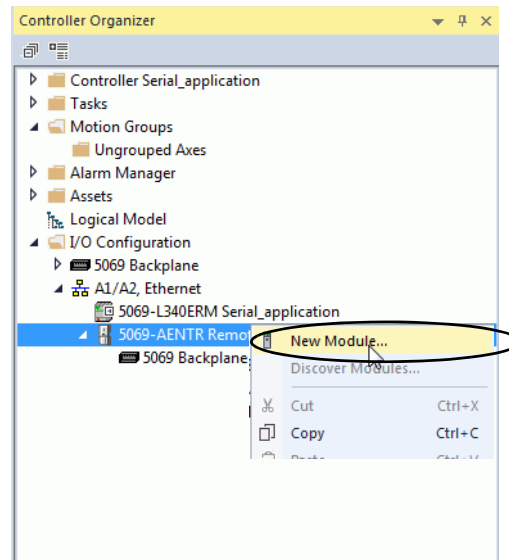 Controller Organizer
Controller Serial_application
Tasks
Motion Groups
Ungrouped Axes
Alarm Manager
Assets
Logical Model
I/O Configuration
5069 Backplane
A1/A2, Ethernet
5069-L340ERM Serial_application
5069-AENTR Remo
New Module...
5069 Backplane
Discover Modules...
Cut Ctrl+X
Copy Ctrl+C